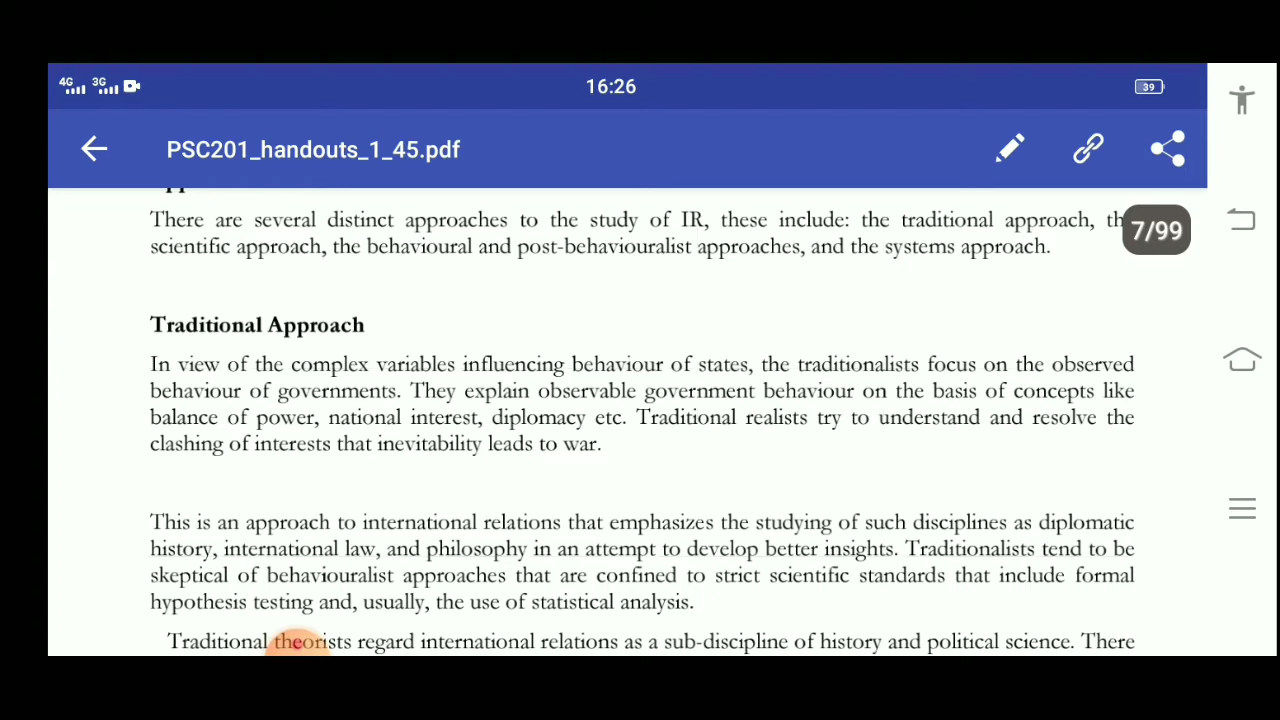 4G 3G 16:26 39
PSC201_handouts_1_45.pdf
There are several distinct approaches to the study of IR, these include: the traditional approach, th
7/99
scientific approach, the behavioural and post-behaviouralist approaches, and the systems approach.
Traditional Approach
In view of the complex variables influencing behaviour of states, the traditionalists focus on the observed
behaviour of governments. They explain observable government behaviour on the basis of concepts like
balance of power, national interest, diplomacy etc. Traditional realists try to understand and resolve the
clashing of interests that inevitability leads to war.
This is an approach to international relations that emphasizes the studying of such disciplines as diplomatic
history, international law, and philosophy in an attempt to develop better insights. Traditionalists tend to be
skeptical of behaviouralist approaches that are confined to strict scientific standards that include formal
hypothesis testing and, usually, the use of statistical analysis.
Traditional theorists regard international relations as a sub-discipline of history and political science. There